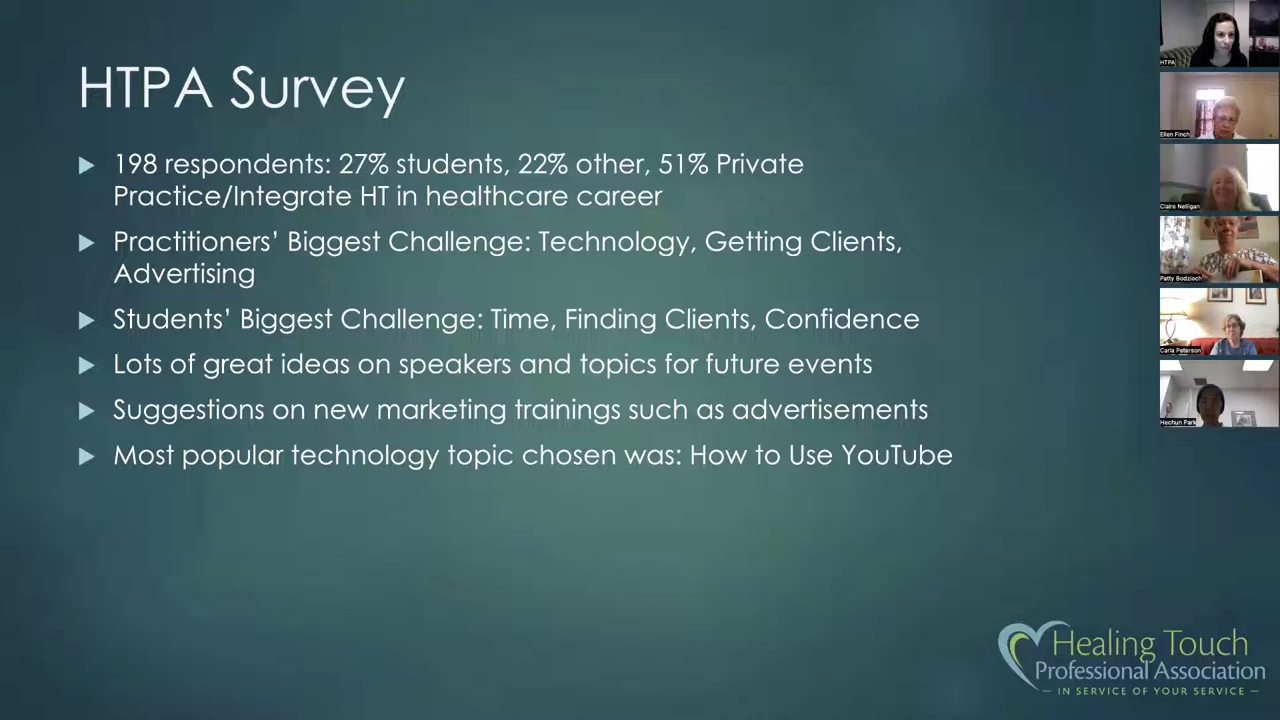 HTPA Survey
198 respondents: 27% students, 22% other, 51% Private
Practice/Integrate HT in healthcare career
Practitioners’ Biggest Challenge: Technology, Getting Clients,
Advertising
Students’ Biggest Challenge: Time, Finding Clients, Confidence
Lots of great ideas on speakers and topics for future events
Suggestions on new marketing trainings such as advertisements
Most popular technology topic chosen was: How to Use YouTube
HTPA
Ellen Finch
Claire Nelligan
Patty Bodzioch
Carla Peterson
Hechun Park
Healing Touch
Professional Association
— IN SERVICE OF YOUR SERVICE —